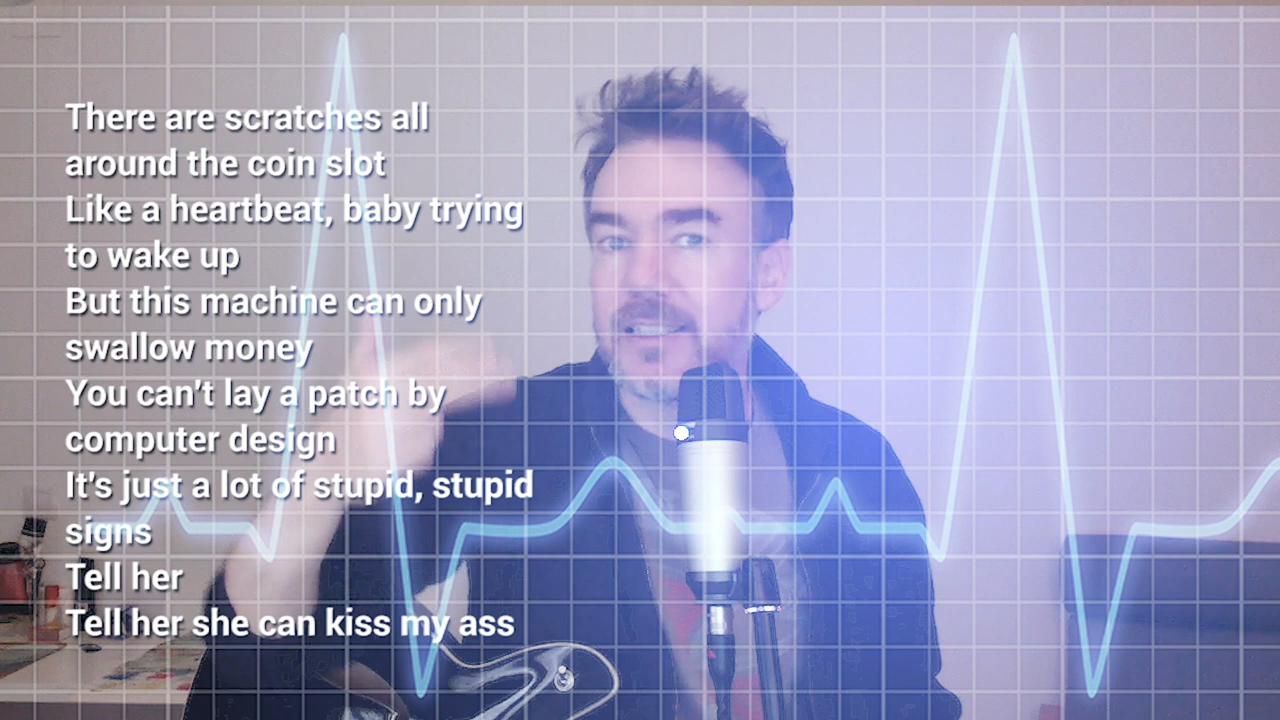 There are scratches all
around the coin slot
Like a heartbeat, baby trying
to wake up
But this machine can only
swallow money
You can't lay a patch by
computer design
It's just a lot of stupid, stupid
signs
Tell her
Tell her she can kiss my ass